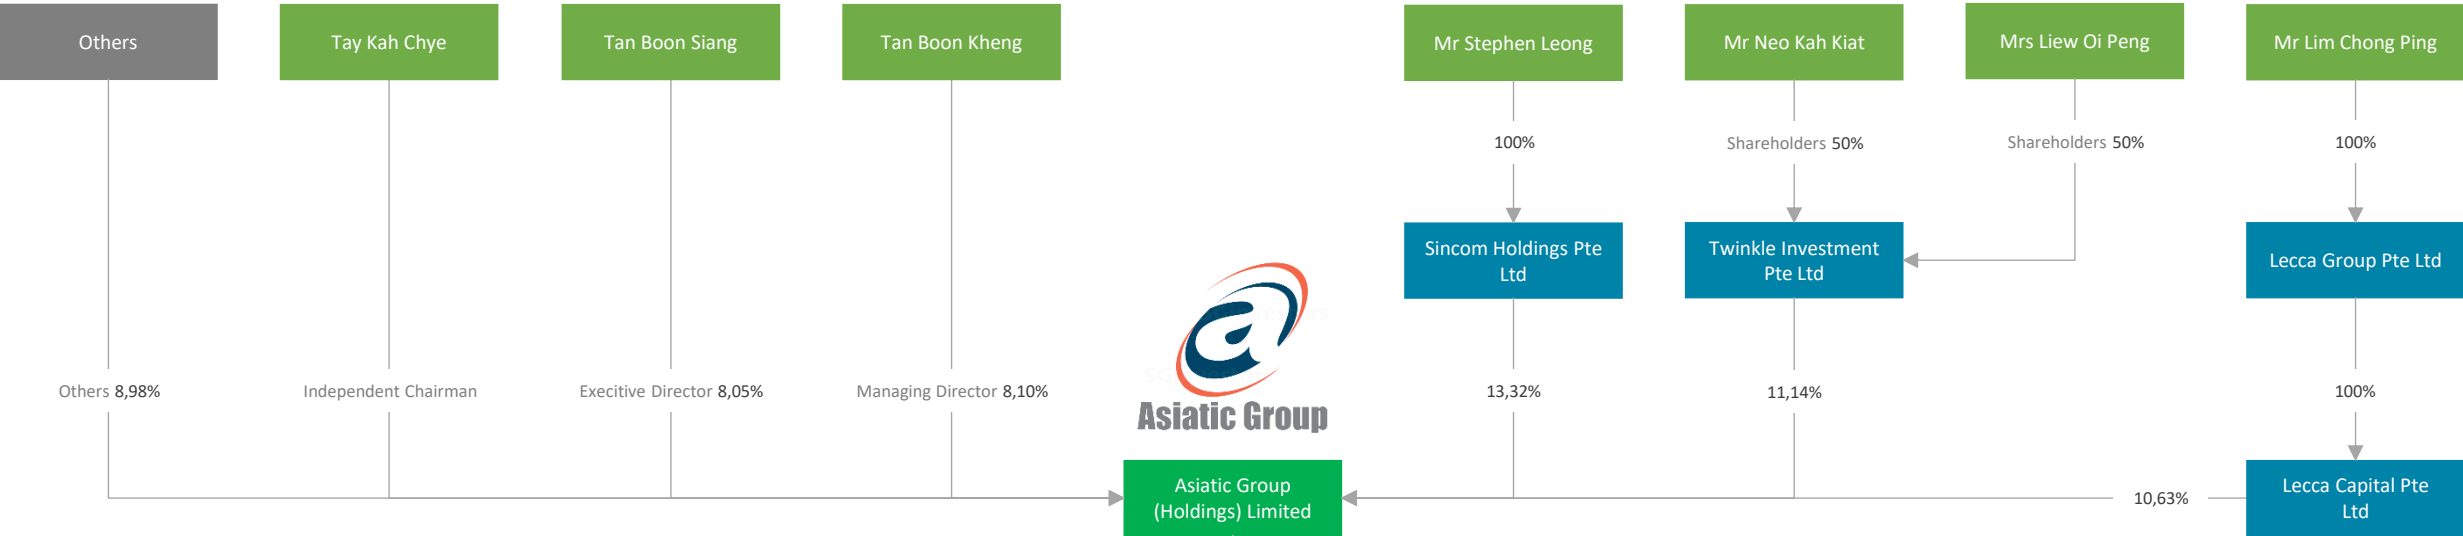 Others
Tay Kah Chye
Tan Boon Siang
Tan Boon Kheng
Mr Stephen Leong
Mr Neo Kah Kiat
Mrs Liew Oi Peng
Mr Lim Chong Ping
100%
Shareholders 50%
Shareholders 50%
100%
Sincom Holdings Pte
Ltd
Twinkle Investment
Pte Ltd
Lecca Group Pte Ltd
Others 8,98%
Independent Chairman
Execitive Director 8,05%
Managing Director 8,10%
Asiatic Group
13,32%
11,14%
100%
Asiatic Group
(Holdings) Limited
10,63%
Lecca Capital Pte
Ltd